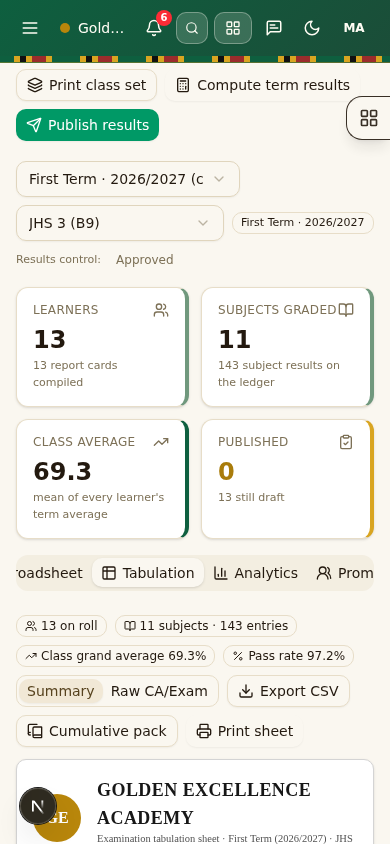 Gold...
6
MA
Print class set
Compute term results
Publish results
First Term · 2026/2027 (c
JHS 3 (B9)
First Term · 2026/2027
Results control: Approved
LEARNERS
13
13 report cards
compiled
SUBJECTS GRADED
11
143 subject results on
the ledger
CLASS AVERAGE
69.3
mean of every learner's
term average
PUBLISHED
0
13 still draft
roadsheet
Tabulation
Analytics
Prom
13 on roll
11 subjects · 143 entries
Class grand average 69.3%
Pass rate 97.2%
Summary
Raw CA/Exam
Export CSV
Cumulative pack
Print sheet
N
GE
GOLDEN EXCELLENCE
ACADEMY
Examination tabulation sheet · First Term (2026/2027) · JHS